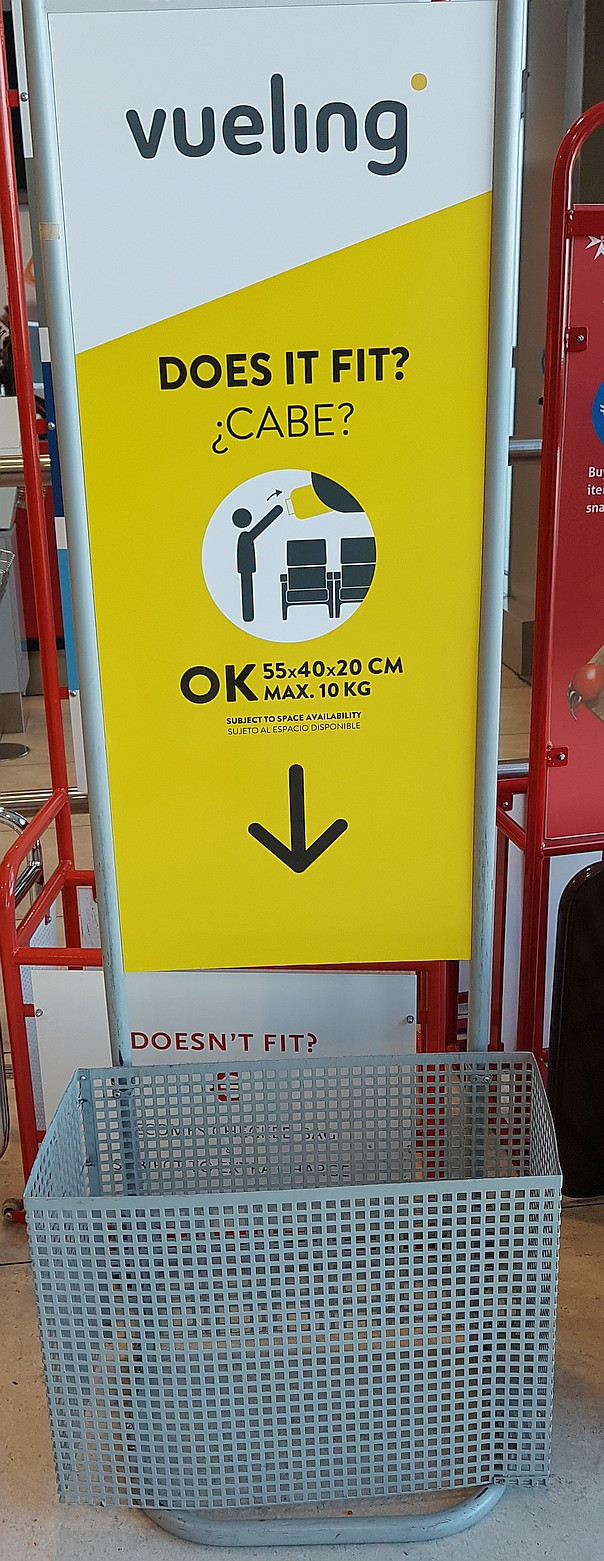 vueling
DOES IT FIT?
¿CABE?
OK 55x40x20 CM
MAX. 10 KG
SUBJECT TO SPACE AVAILABILITY
SUJETO AL ESPACIO DISPONIBLE
DOESN'T FIT?